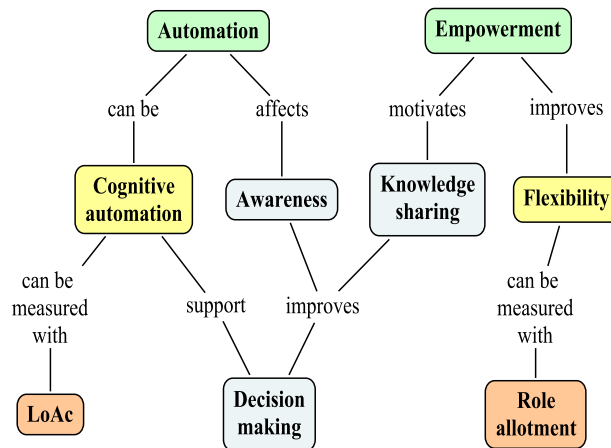 Automation
Empowerment
can be
affects
motivates
improves
Cognitive
automation
Awareness
Knowledge
sharing
Flexibility
can be
measured
with
support
improves
can be
measured
with
LoAc
Decision
making
Role
allotment